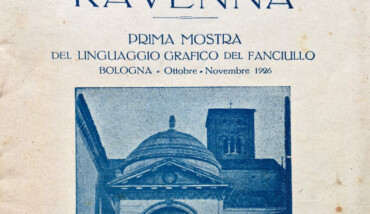 RAVENNA
PRIMA MOSTRA
DEL LINGUAGGIO GRAFICO DEL FANCIULLO
BOLOGNA • Ottobre • Novembre 1926